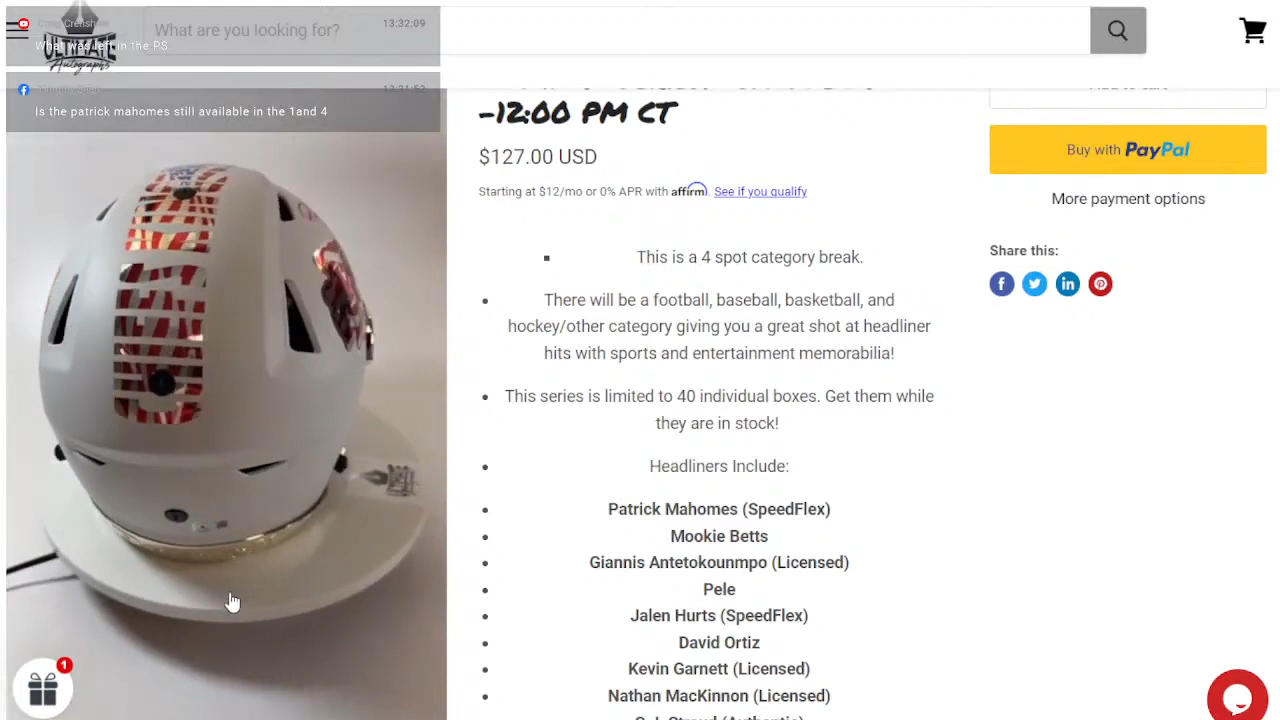 13:32:09
What was left in the PS
What are you looking for?
ULTIMATE
Autographs
Is the patrick mahomes still available in the 1and 4
-12:00 PM CT
$127.00 USD
Starting at $12/mo or 0% APR with affirm. See if you qualify
This is a 4 spot category break.
There will be a football, baseball, basketball, and
hockey/other category giving you a great shot at headliner
hits with sports and entertainment memorabilia!
This series is limited to 40 individual boxes. Get them while
they are in stock!
Headliners Include:
Patrick Mahomes (SpeedFlex)
Mookie Betts
Giannis Antetokounmpo (Licensed)
Pele
Jalen Hurts (SpeedFlex)
David Ortiz
Kevin Garnett (Licensed)
Nathan MacKinnon (Licensed)
Buy with PayPal
More payment options
Share this:
1